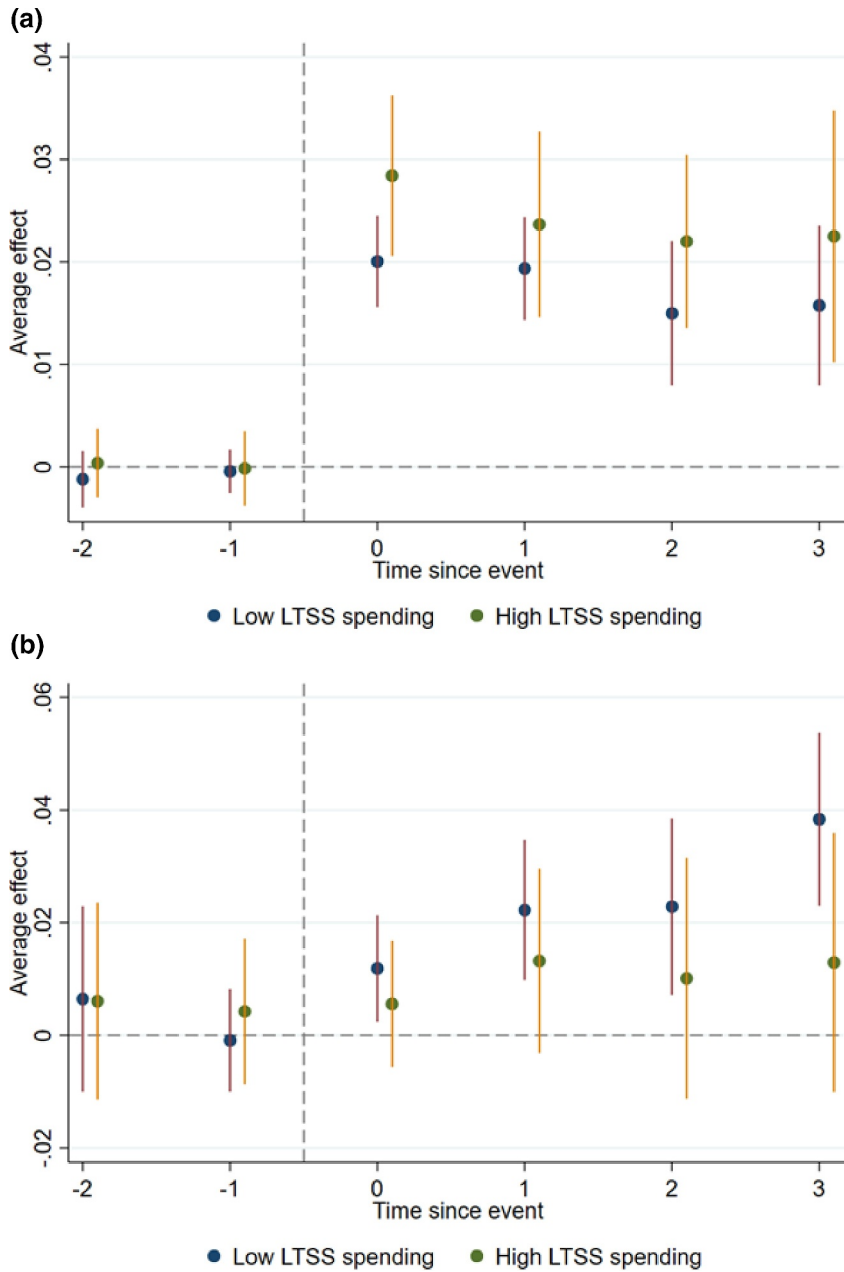 (a)
.04
.03
.02
.01
0
Average effect
-2 -1 0 1 2 3
Time since event
Low LTSS spending High LTSS spending
(b)
.06
.04
.02
0
-.02
Average effect
-2 -1 0 1 2 3
Time since event
Low LTSS spending High LTSS spending